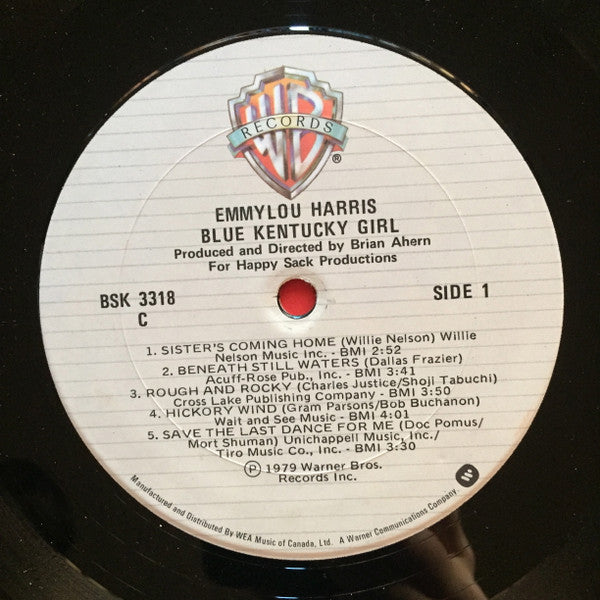 WB
RECORDS
®
EMMYLOU HARRIS
BLUE KENTUCKY GIRL
Produced and Directed by Brian Ahern
For Happy Sack Productions
BSK 3318
C
SIDE 1
1. SISTER'S COMING HOME (Willie Nelson) Willie
Nelson Music Inc. - BMI 2:52
2. BENEATH STILL WATERS (Dallas Frazier)
Acuff-Rose Pub., Inc. - BMI 3:41
3. ROUGH AND ROCKY (Charles Justice/Shoji Tabuchi)
Cross Lake Publishing Company - BMI 3:50
4. HICKORY WIND (Gram Parsons/Bob Buchanon)
Wait and See Music - BMI 4:01
5. SAVE THE LAST DANCE FOR ME (Doc Pomus/
Mort Shuman) Unichappell Music, Inc./
Tiro Music Co., Inc. - BMI 3:30
℗ 1979 Warner Bros.
Records Inc.
Manufactured and Distributed By WEA Music of Canada, Ltd. A Warner Communications Company.